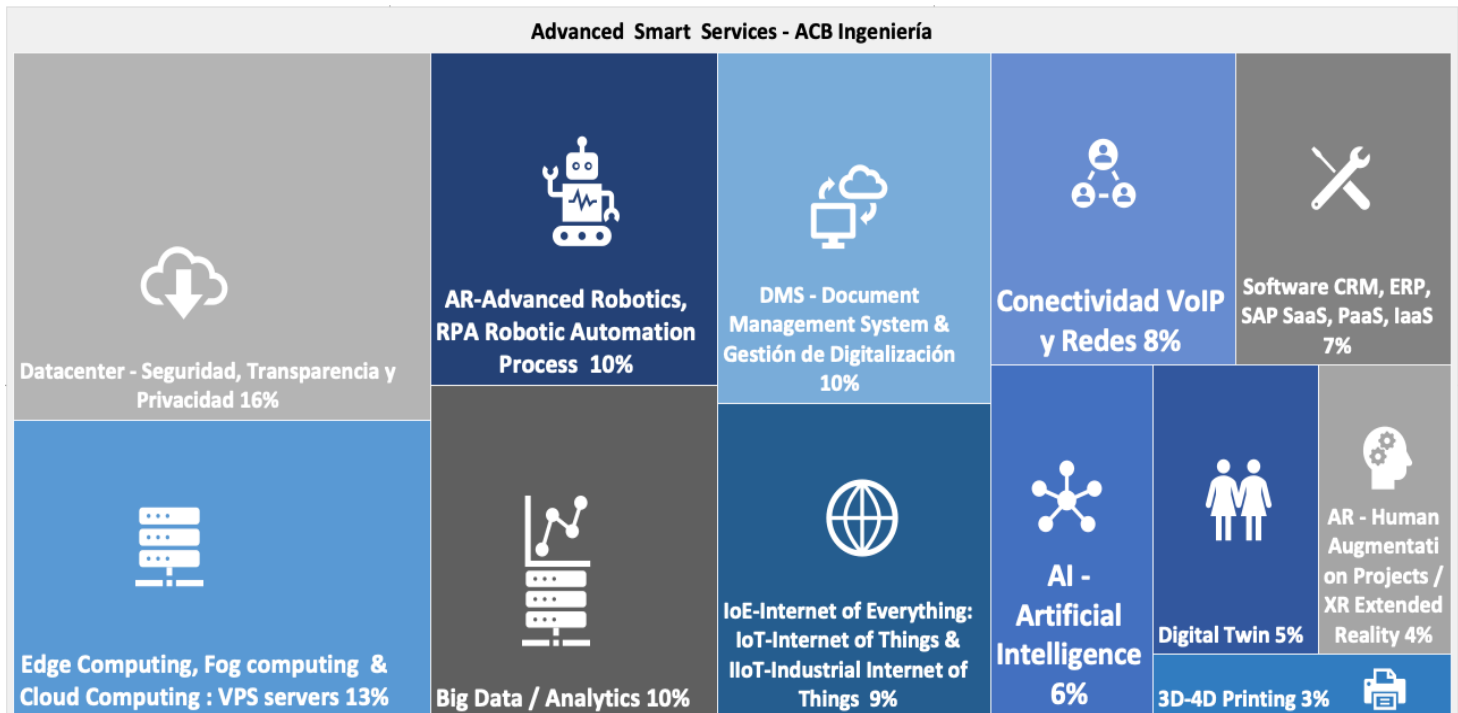 Advanced Smart Services - ACB Ingeniería
Datacenter - Seguridad, Transparencia y
Privacidad 16%
Edge Computing, Fog computing &
Cloud Computing : VPS servers 13%
AR-Advanced Robotics,
RPA Robotic Automation
Process 10%
Big Data / Analytics 10%
DMS - Document
Management System &
Gestión de Digitalización
10%
IoE-Internet of Everything:
IoT-Internet of Things &
IIoT-Industrial Internet of
Things 9%
Conectividad VoIP
y Redes 8%
Software CRM, ERP,
SAP SaaS, PaaS, IaaS
7%
AI -
Artificial
Intelligence
6%
Digital Twin 5%
AR - Human
Augmentati
on Projects /
XR Extended
Reality 4%
3D-4D Printing 3%